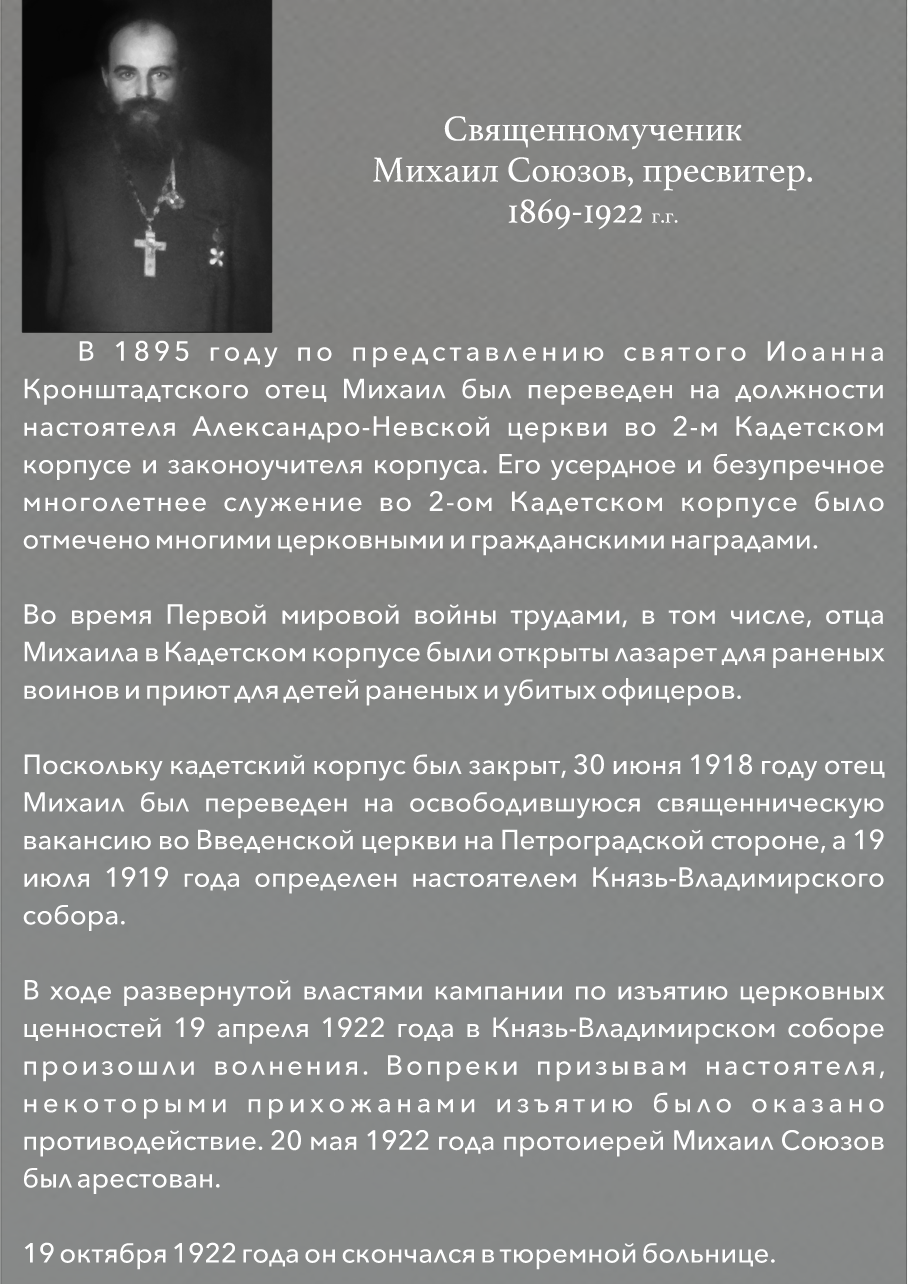 Священномученик
Михаил Союзов, пресвитер.
1869-1922 г.г.
В 1895 году по представлению святого Иоанна
Кронштадтского отец Михаил был переведен на должности
настоятеля Александро-Невской церкви во 2-м Кадетском
корпусе и законоучителя корпуса. Его усердное и безупречное
многолетнее служение во 2-ом Кадетском корпусе было
отмечено многими церковными и гражданскими наградами.
Во время Первой мировой войны трудами, в том числе, отца
Михаила в Кадетском корпусе были открыты лазарет для раненых
воинов и приют для детей раненых и убитых офицеров.
Поскольку кадетский корпус был закрыт, 30 июня 1918 году отец
Михаил был переведен на освободившуюся священническую
вакансию во Введенской церкви на Петроградской стороне, а 19
июля 1919 года определен настоятелем Князь-Владимирского
собора.
В ходе развернутой властями кампании по изъятию церковных
ценностей 19 апреля 1922 года в Князь-Владимирском соборе
произошли волнения. Вопреки призывам настоятеля,
некоторыми прихожанами изъятию было оказано
противодействие. 20 мая 1922 года протоиерей Михаил Союзов
был арестован.
19 октября 1922 года он скончался в тюремной больнице.